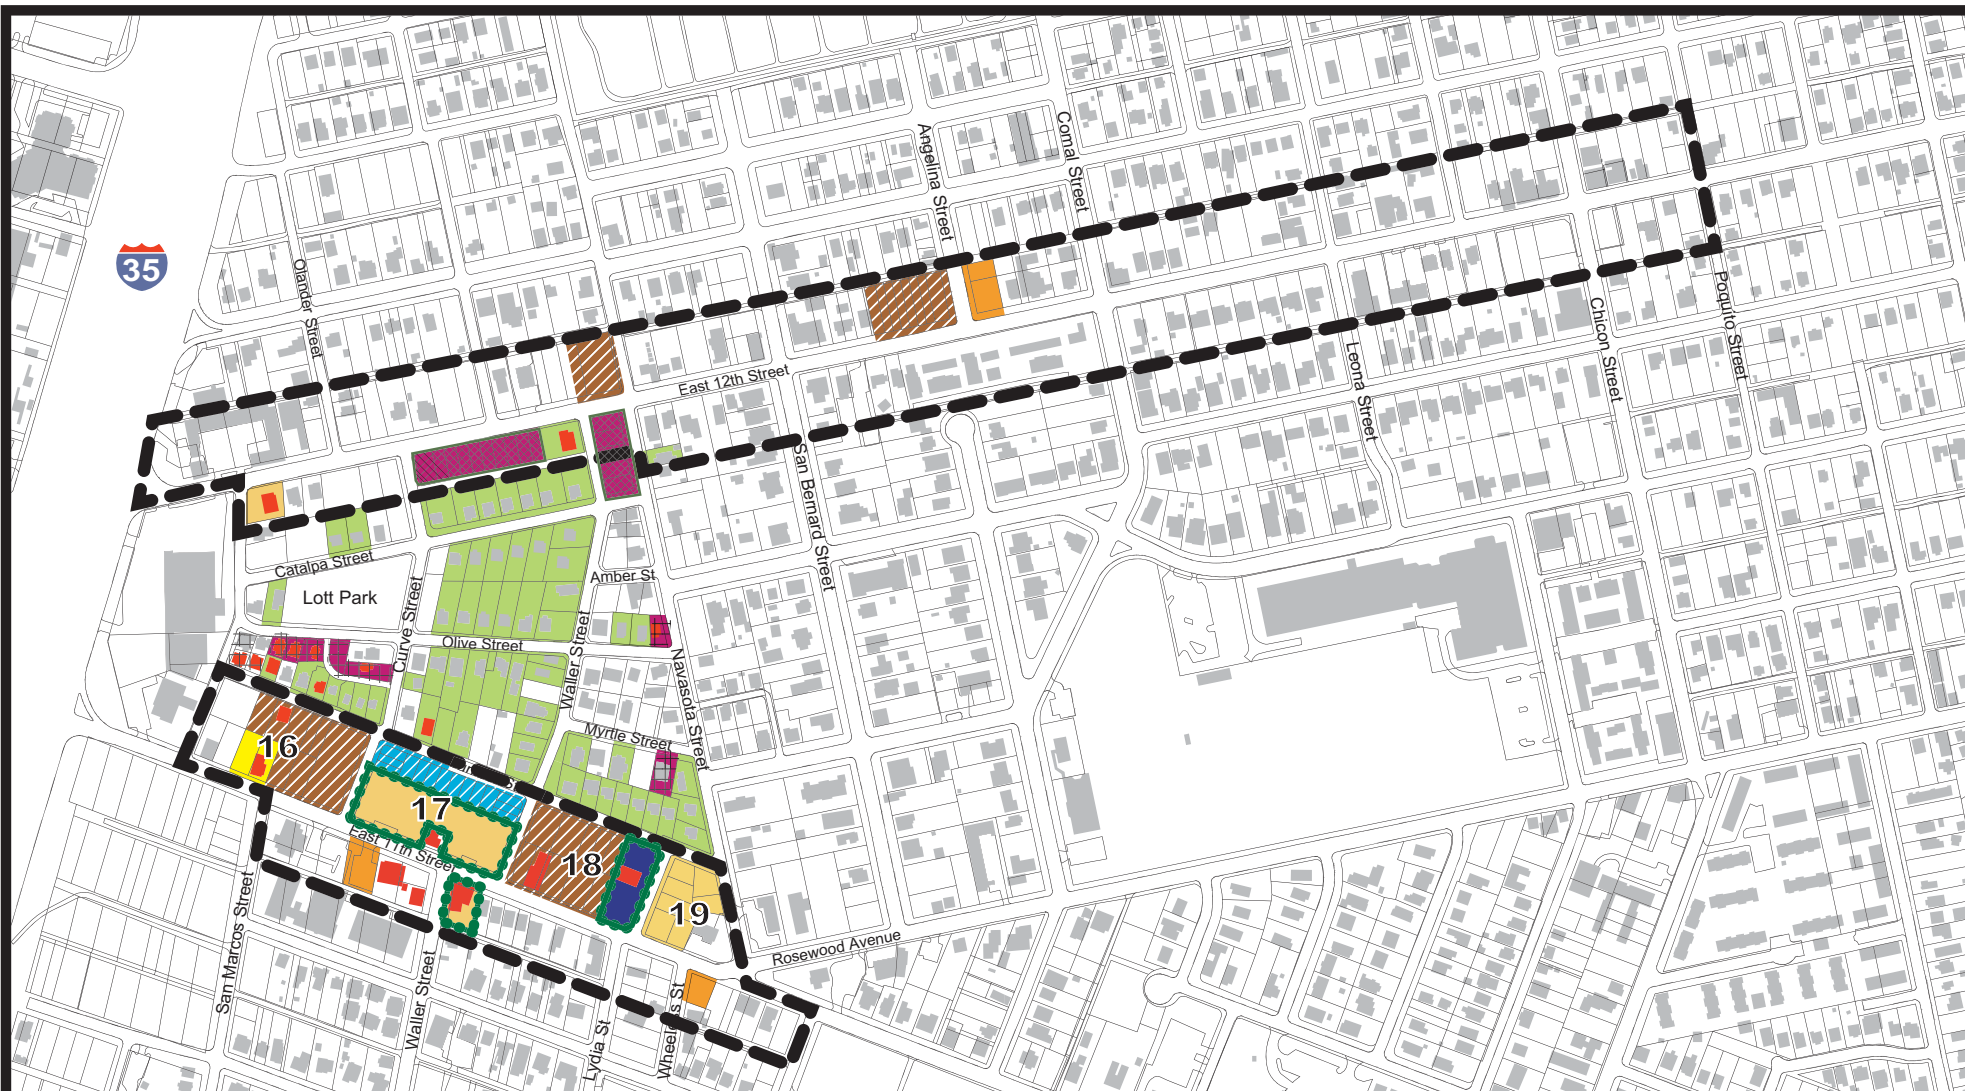 Angelina Street
Comal Street
35
Olander Street
Poquito Street
Chicon Street
Leona Street
East 12th Street
San Bernard Street
Catalpa Street
Amber St
Lott Park
Curve Street
Olive Street
Waller Street
Navasota Street
Myrtle Street
16
17
East 11th Street
18
19
San Marcos Street
Rosewood Avenue
Waller Street
Lydia St
Wheeless St